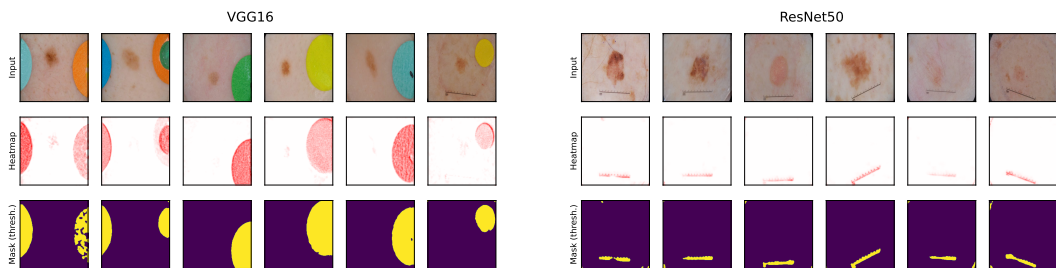 VGG16
Input
Heatmap
Mask (thresh.)
ResNet50
Input
Heatmap
Mask (thresh.)